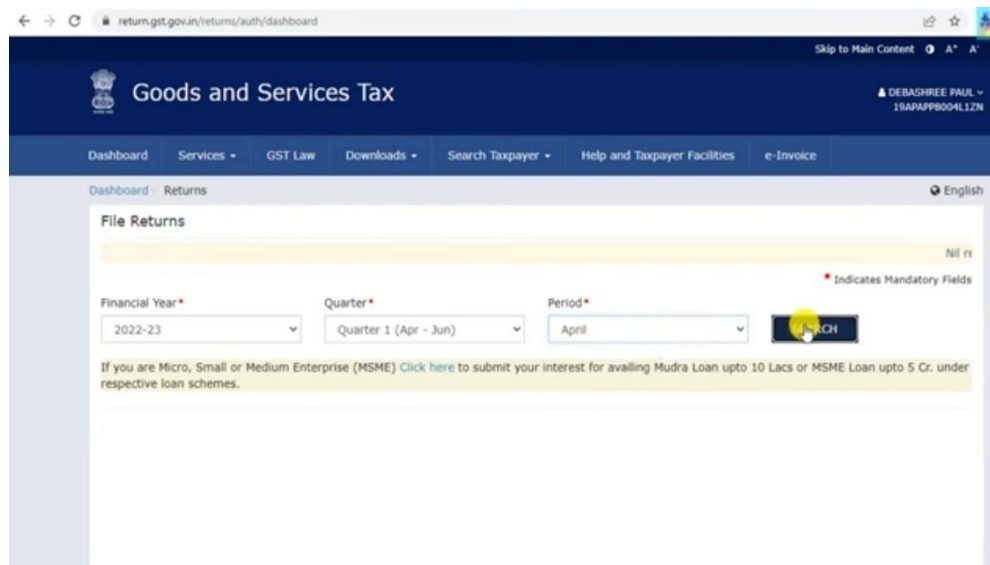 return.gst.gov.in/returns/auth/dashboard
Skip to Main Content A+ A-
Goods and Services Tax
DEBASHREE PAUL
19APAPP8004L1ZN
Dashboard Services GST Law Downloads Search Taxpayer Help and Taxpayer Facilities e-Invoice
Dashboard Returns English
File Returns
Nil
* Indicates Mandatory Fields
Financial Year* Quarter* Period*
2022-23 Quarter 1 (Apr - Jun) April SEARCH
If you are Micro, Small or Medium Enterprise (MSME) Click here to submit your interest for availing Mudra Loan upto 10 Lacs or MSME Loan upto 5 Cr. under
respective loan schemes.